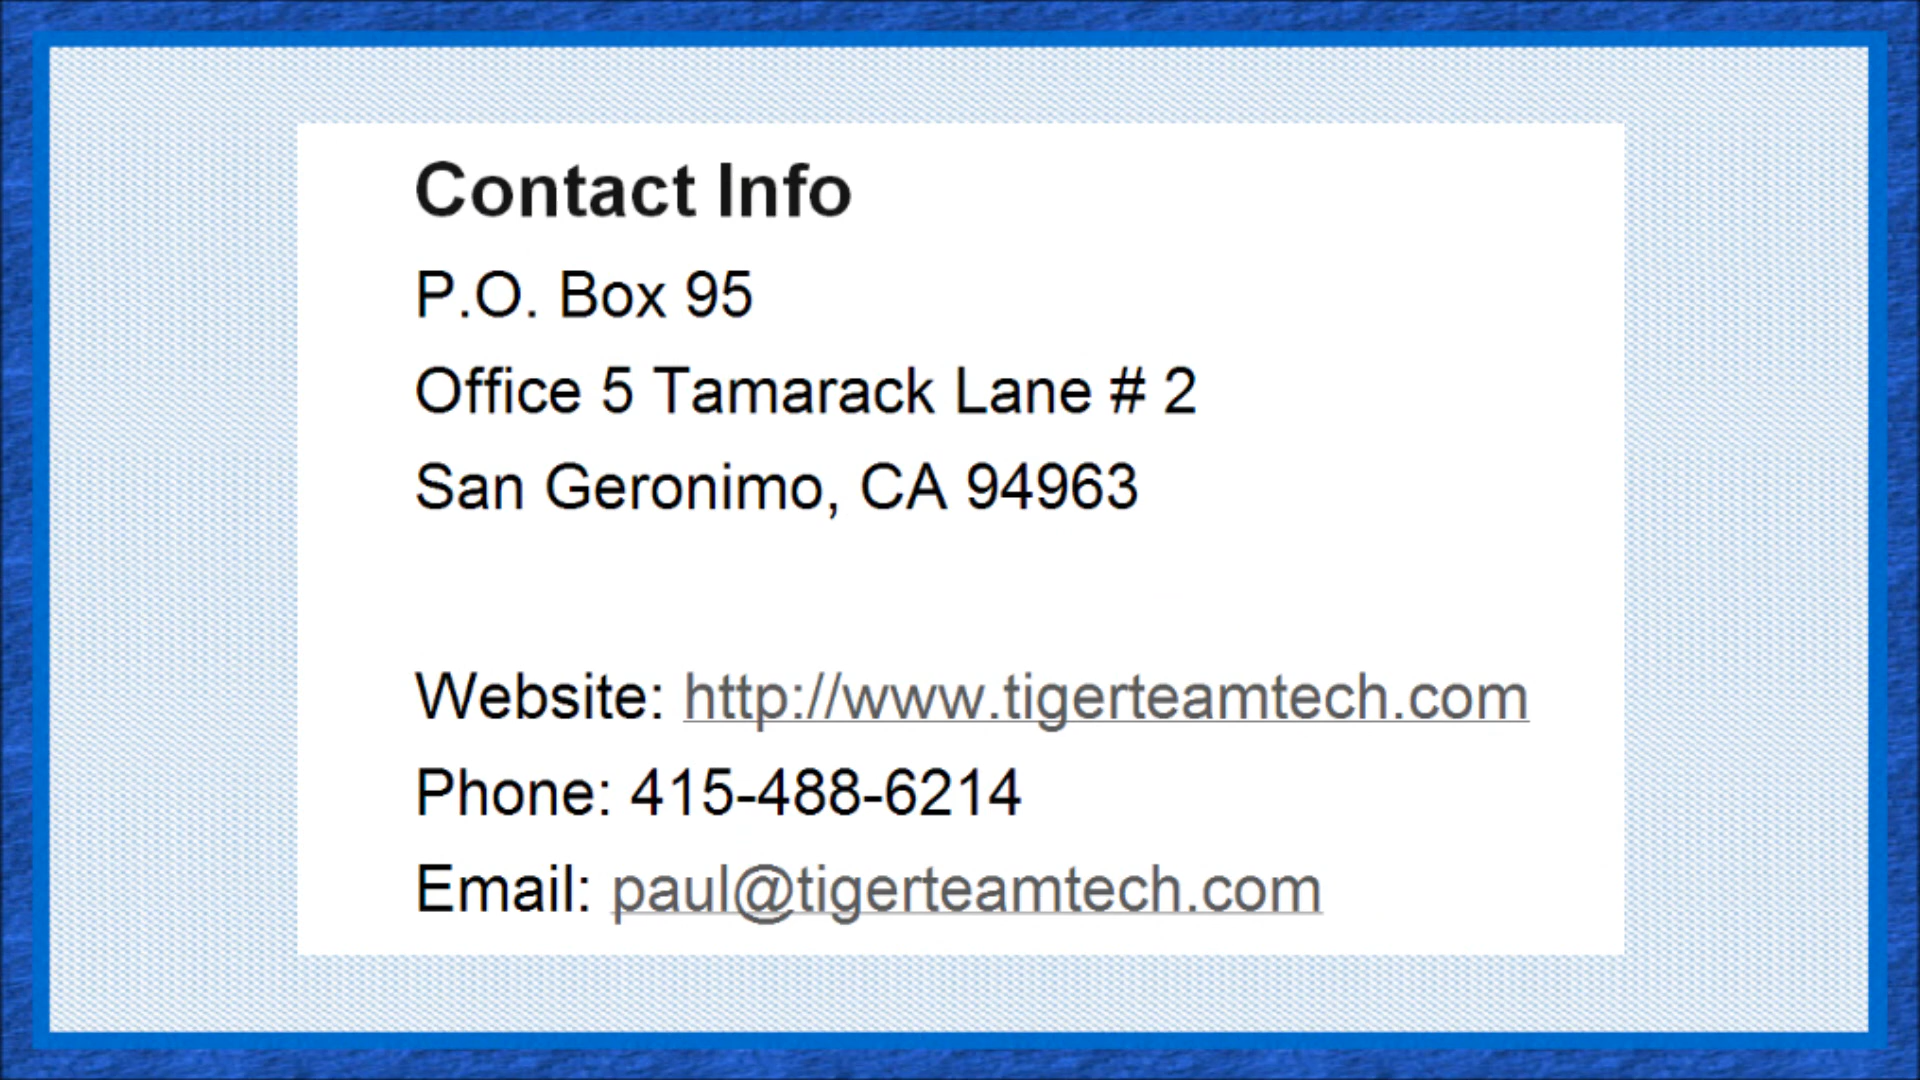 Contact Info
P.O. Box 95
Office 5 Tamarack Lane # 2
San Geronimo, CA 94963
Website: http://www.tigerteamtech.com
Phone: 415-488-6214
Email: paul@tigerteamtech.com